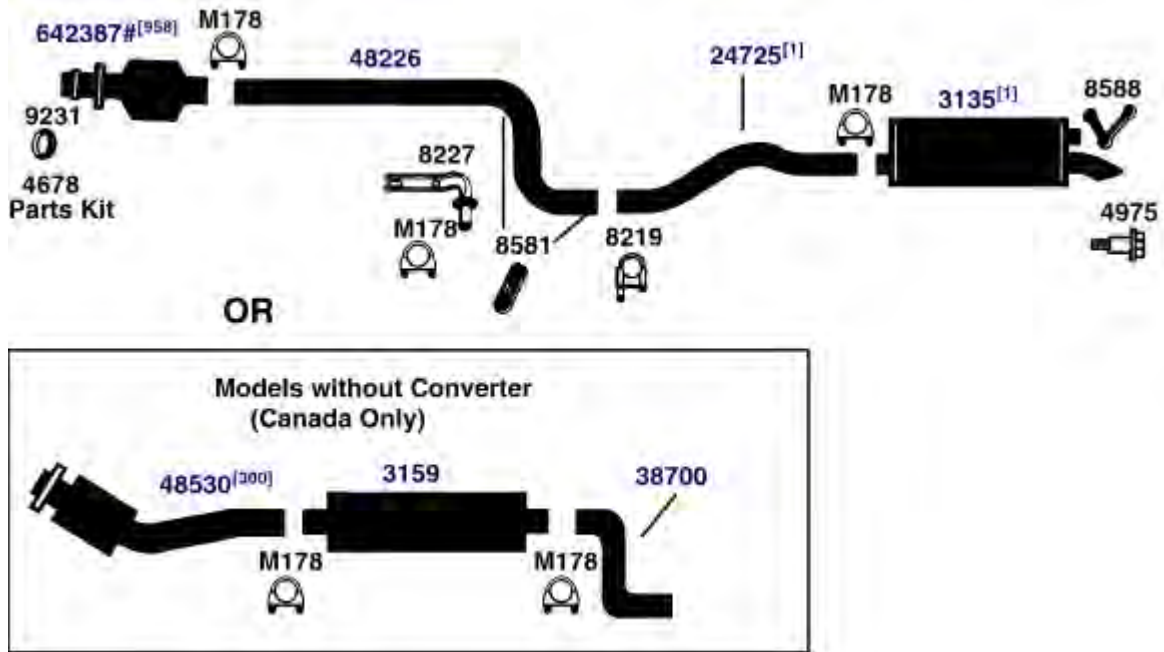 642387#[958]
M178
48226
24725[1]
M178
3135[1]
8588
9231
4678
Parts Kit
8227
M178
8581
8219
4975
OR
Models without Converter
(Canada Only)
48530[300]
3159
38700
M178
M178